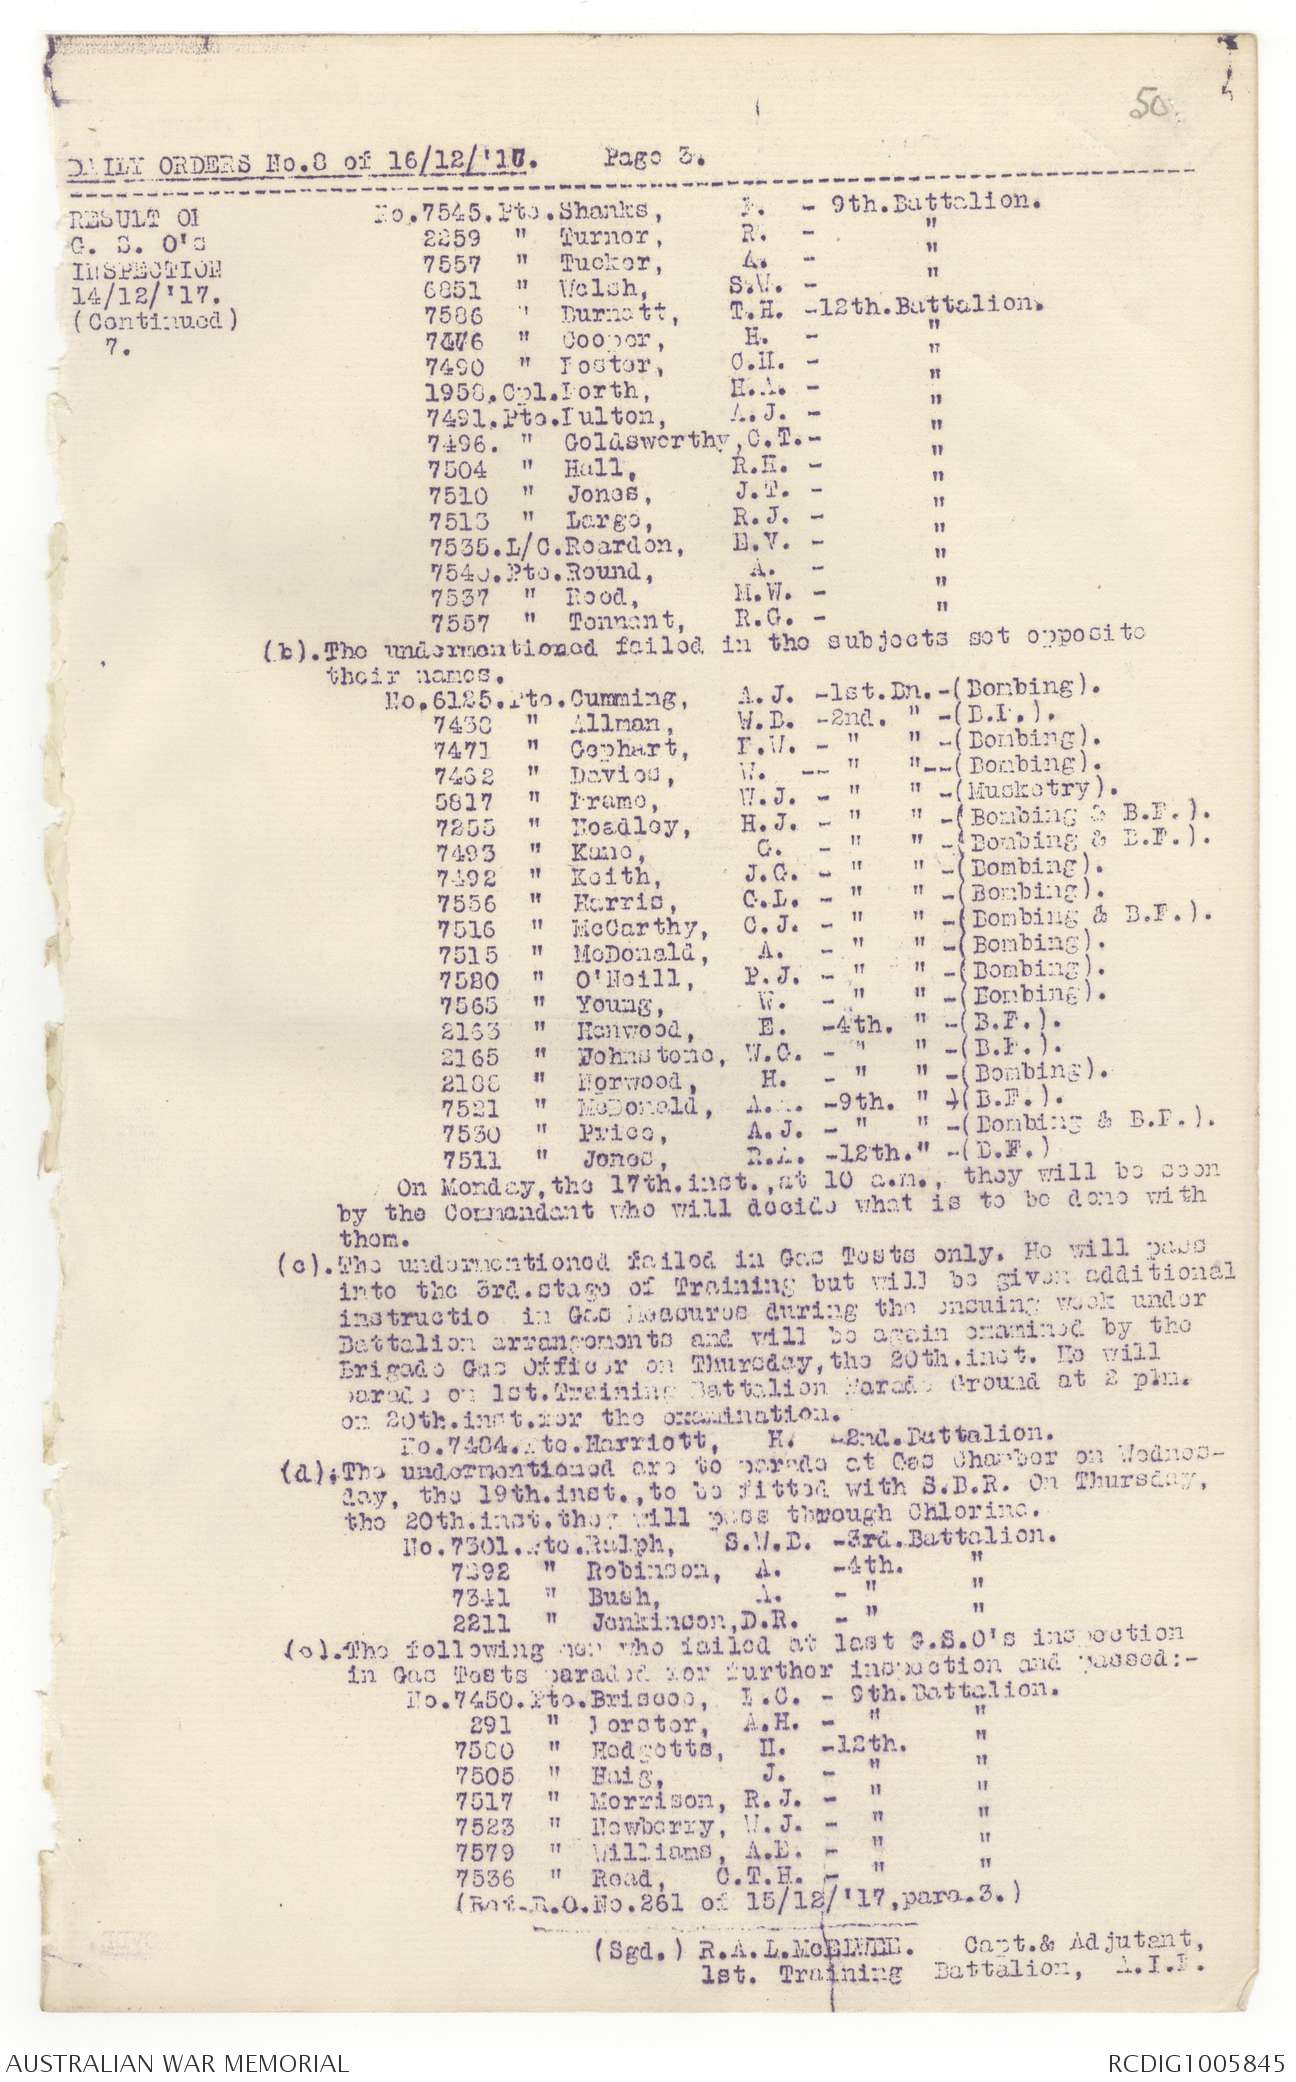 50.
DAILY ORDERS No.8 of 16/12/'17. Page 3.
RESULT OF
G. S. O's
INSPECTION
14/12/'17.
(Continued)
7.
No.7545.Pte.Shanks, F. - 9th.Battalion.
2259 " Turner, R. - "
7557 " Tucker, A. - "
6851 " Welsh, S.W. - "
7586 " Burnett, T.H. -12th.Battalion.
7476 " Cooper, H. - "
7490 " Foster, C.H. - "
1958.Cpl.Forth, H.A. - "
7491.Pte.Fulton, A.J. - "
7496. " Goldsworthy,C.T.- "
7504 " Hall, R.H. - "
7510 " Jones, J.T. - "
7513 " Large, R.J. - "
7535.L/C.Reardon, E.V. - "
7540.Pte.Round, A. - "
7537 " Reed, M.W. - "
7557 " Tennant, R.G. - "
(b).The undermentioned failed in the subjects set opposite
their names.
No.6125.Pte.Cumming, A.J. -1st.Bn.-(Bombing).
7438 " Allman, W.B. -2nd. " -(B.F.).
7471 " Gephart, F.W. - " " -(Bombing).
7462 " Davies, W. -- " "--(Bombing).
5817 " Frame, W.J. - " " -(Musketry).
7255 " Headley, H.J. - " " -(Bombing & B.F.).
7493 " Kane, G. - " " -(Bombing & B.F.).
7492 " Keith, J.G. - " " -(Bombing).
7556 " Harris, G.L. - " " -(Bombing).
7516 " McCarthy, C.J. - " " -(Bombing & B.F.).
7515 " McDonald, A. - " " -(Bombing).
7520 " O'Neill, P.J. - " " -(Bombing).
7565 " Young, W. - " " -(Bombing).
2163 " Henwood, E. -4th. " -(B.F.).
2165 " Johnstone, W.G. - " " -(B.F.).
2188 " Norwood, H. - " " -(Bombing).
7521 " McDonald, A. -9th. " -(B.F.).
7530 " Price, A.J. - " " -(Bombing & B.F.).
7511 " Jones, R.A. -12th." -(B.F.)
On Monday,the 17th.inst.,at 10 a.m., they will be seen
by the Commandant who will decide what is to be done with
them.
(c).The undermentioned failed in Gas Tests only. He will pass
into the 3rd.stage of Training but will be given additional
instructio in Gas Measures during the ensuing week under
Battalion arrangements and will be again examined by the
Brigade Gas Officer on Thursday,the 20th.inst. He will
parade on 1st.Training Battalion Parade Ground at 2 p.m.
on 20th.inst.for the examination.
No.7484.Pte.Harriott, H. -2nd.Battalion.
(d).The undermentioned are to parade at Gas Chamber on Wednes-
day, the 19th.inst.,to be fitted with S.B.R. On Thursday,
the 20th.inst.they will pass through Chlorine.
No.7301.Pte.Ralph, S.W.E. -3rd.Battalion.
7292 " Robinson, A. -4th. "
7341 " Bush, A. - " "
2211 " Jenkinson,D.R. - " "
(e).The following men who failed at last G.S.O's inspection
in Gas Tests paraded for further inspection and passed:-
No.7450.Pte.Briscoe, L.C. - 9th.Battalion.
291 " Forster, A.H. - " "
7500 " Hodgetts, H. -12th. "
7505 " Haig, J. - " "
7517 " Morrison, R.J. - " "
7523 " Newberry, W.J. - " "
7579 " Williams, A.E. - " "
7536 " Read, C.T.H. - " "
(Ref.R.O.No.261 of 15/12/'17,para.3.)
(Sgd.) R.A.L.McELWEE. Capt.& Adjutant,
1st. Training Battalion, A.I.F.
AUSTRALIAN WAR MEMORIAL
RCDIG1005845